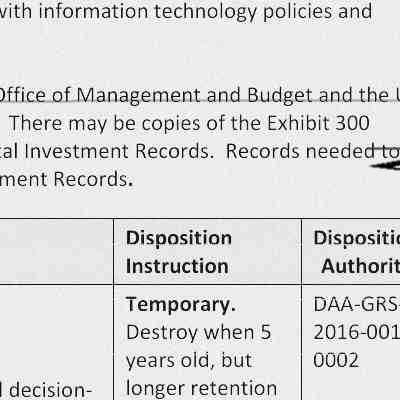 with information technology policies and
Office of Management and Budget and the U
There may be copies of the Exhibit 300
tal Investment Records. Records needed to
ment Records.
Disposition
Instruction
Dispositi
Authorit
Temporary.
Destroy when 5
years old, but
longer retention
DAA-GRS-
2016-001
0002
l decision-